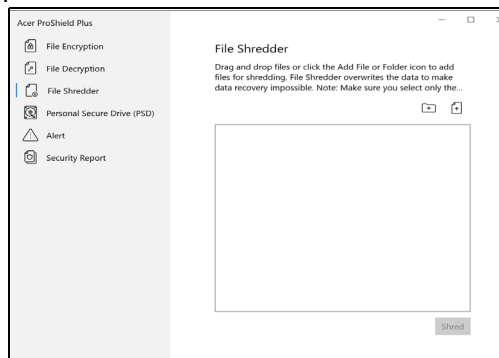 Acer ProShield Plus
File Encryption
File Decryption
File Shredder
Personal Secure Drive (PSD)
Alert
Security Report
File Shredder
Drag and drop files or click the Add File or Folder icon to add
files for shredding. File Shredder overwrites the data to make
data recovery impossible. Note: Make sure you select only the...
Shred